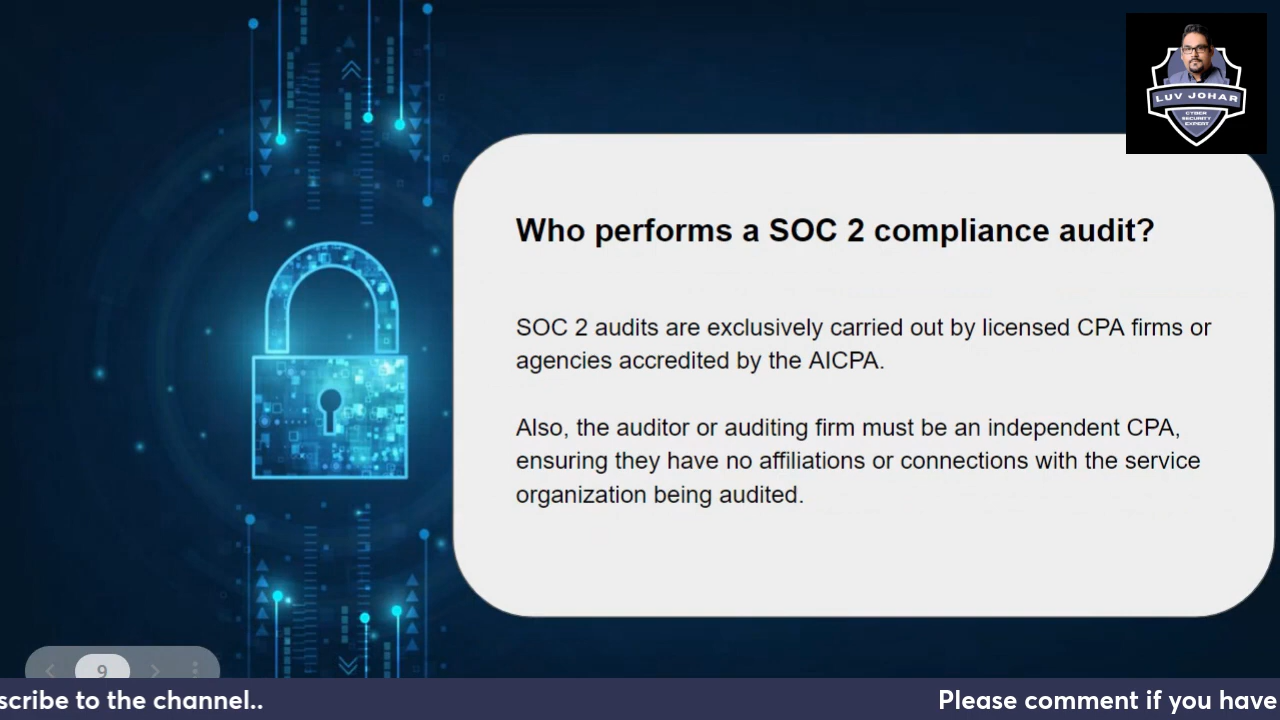 LUV JOHAR
CYBER
SECURITY
EXPERT
Who performs a SOC 2 compliance audit?
SOC 2 audits are exclusively carried out by licensed CPA firms or
agencies accredited by the AICPA.
Also, the auditor or auditing firm must be an independent CPA,
ensuring they have no affiliations or connections with the service
organization being audited.
9
scribe to the channel..
Please comment if you have